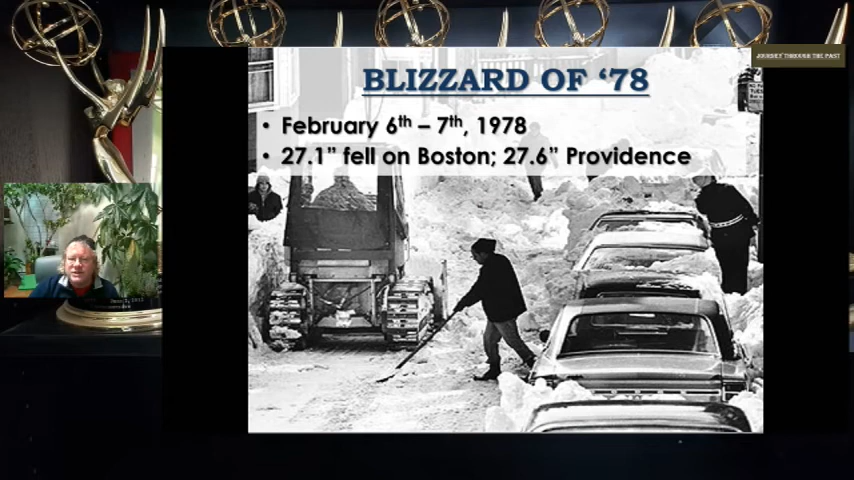 JOURNEY THROUGH THE PAST
BLIZZARD OF ‘78
• February 6th – 7th, 1978
• 27.1” fell on Boston; 27.6” Providence